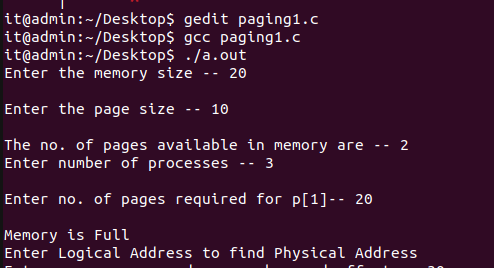 it@admin:~/Desktop$ gedit paging1.c
it@admin:~/Desktop$ gcc paging1.c
it@admin:~/Desktop$ ./a.out
Enter the memory size -- 20
Enter the page size -- 10
The no. of pages available in memory are -- 2
Enter number of processes -- 3
Enter no. of pages required for p[1]-- 20
Memory is Full
Enter Logical Address to find Physical Address